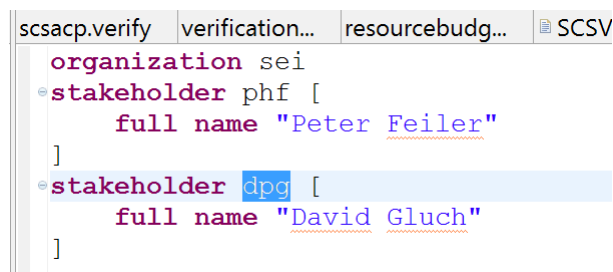 scsacp.verify verification... resourcebudg... SCSV
organization sei
stakeholder phf [
full name "Peter Feiler"
]
stakeholder dpg [
full name "David Gluch"
]